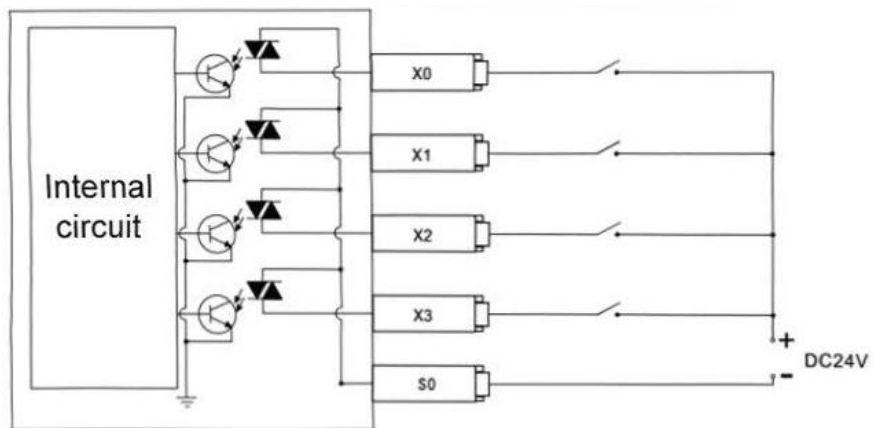 X0
X1
Internal
circuit
X2
X3
+
DC24V
-
S0